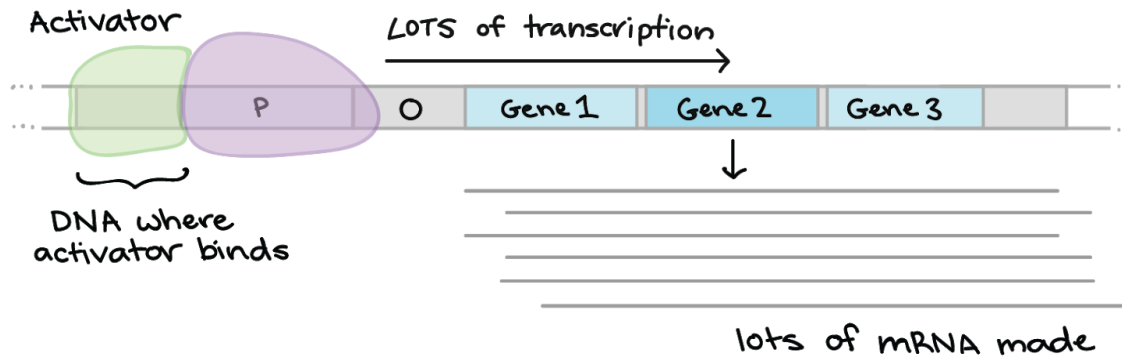 Activator
LOTS of transcription
P
O
Gene 1
Gene 2
Gene 3
DNA where
activator binds
lots of mRNA made